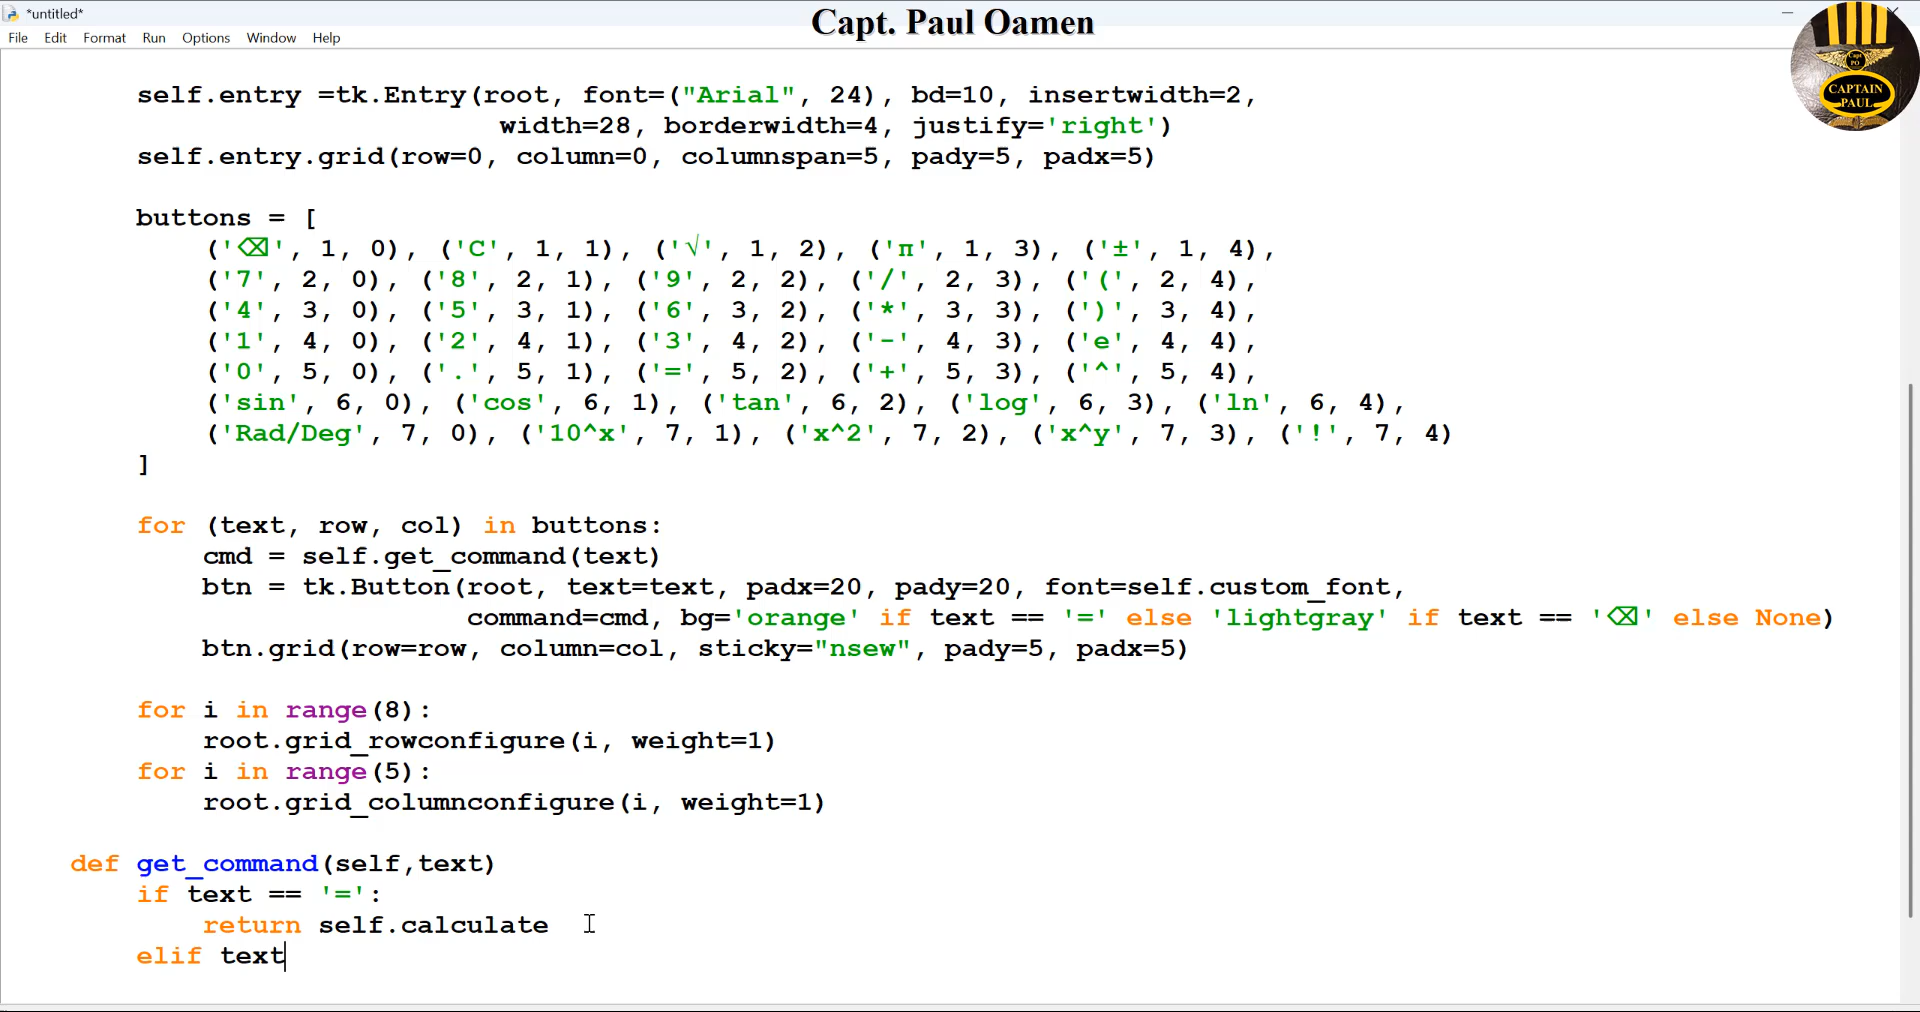 *untitled*
Capt. Paul Oamen
File Edit Format Run Options Window Help
Capt
PO
CAPTAIN
PAUL
self.entry =tk.Entry(root, font=("Arial", 24), bd=10, insertwidth=2,
width=28, borderwidth=4, justify='right')
self.entry.grid(row=0, column=0, columnspan=5, pady=5, padx=5)
buttons = [
('⌫', 1, 0), ('C', 1, 1), ('√', 1, 2), ('π', 1, 3), ('±', 1, 4),
('7', 2, 0), ('8', 2, 1), ('9', 2, 2), ('/', 2, 3), ('(', 2, 4),
('4', 3, 0), ('5', 3, 1), ('6', 3, 2), ('*', 3, 3), (')', 3, 4),
('1', 4, 0), ('2', 4, 1), ('3', 4, 2), ('-', 4, 3), ('e', 4, 4),
('0', 5, 0), ('.', 5, 1), ('=', 5, 2), ('+', 5, 3), ('^', 5, 4),
('sin', 6, 0), ('cos', 6, 1), ('tan', 6, 2), ('log', 6, 3), ('ln', 6, 4),
('Rad/Deg', 7, 0), ('10^x', 7, 1), ('x^2', 7, 2), ('x^y', 7, 3), ('!', 7, 4)
]
for (text, row, col) in buttons:
cmd = self.get_command(text)
btn = tk.Button(root, text=text, padx=20, pady=20, font=self.custom_font,
command=cmd, bg='orange' if text == '=' else 'lightgray' if text == '⌫' else None)
btn.grid(row=row, column=col, sticky="nsew", pady=5, padx=5)
for i in range(8):
root.grid_rowconfigure(i, weight=1)
for i in range(5):
root.grid_columnconfigure(i, weight=1)
def get_command(self,text)
if text == '=':
return self.calculate
elif text